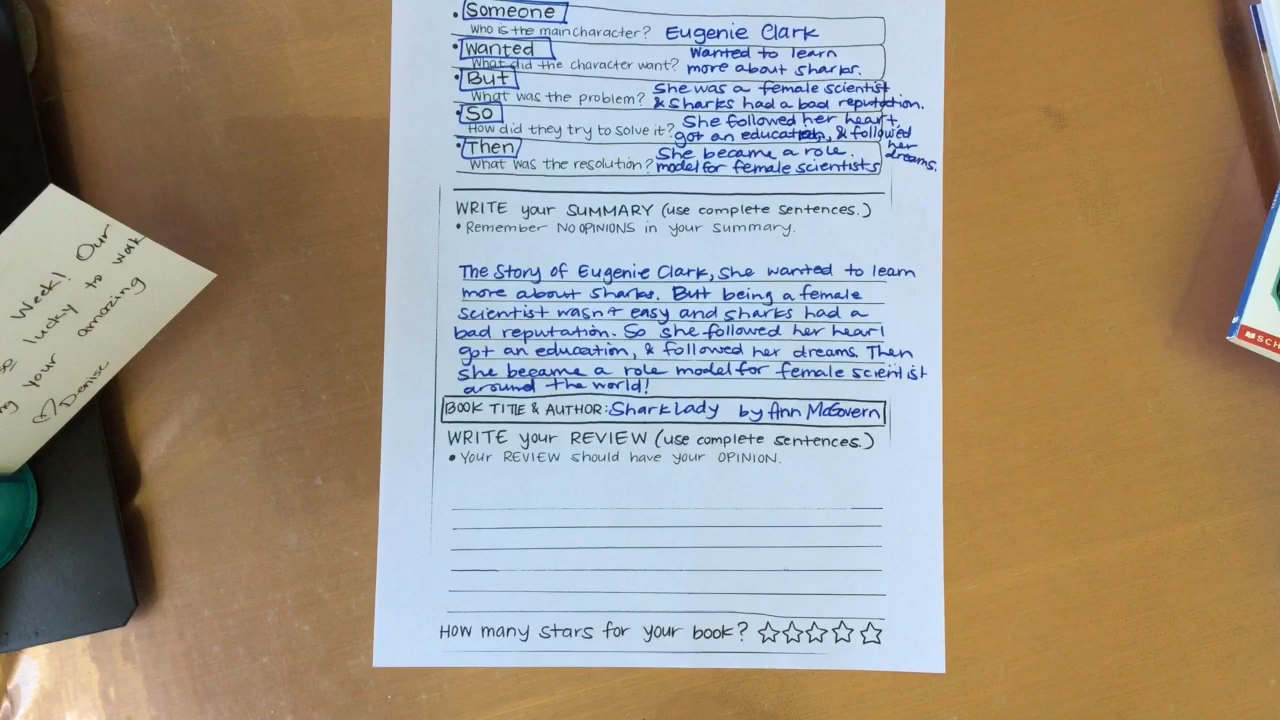 • Someone
Who is the main character? Eugenie Clark
• Wanted
What did the character want? Wanted to learn
more about sharks.
• But
What was the problem? She was a female scientist
& sharks had a bad reputation.
• So
How did they try to solve it? She followed her heart,
got an education, & followed
her
dreams.
• Then
What was the resolution? She became a role
model for female scientists
WRITE your SUMMARY (use complete sentences.)
• Remember NO OPINIONS in your summary.
The Story of Eugenie Clark, she wanted to learn
more about sharks. But being a female
scientist wasn't easy and sharks had a
bad reputation. So she followed her heart
got an education, & followed her dreams. Then
she became a role model for female scientist
around the world!
BOOK TITLE & AUTHOR: Shark Lady by Ann McGovern
WRITE your REVIEW (use complete sentences.)
• Your REVIEW should have your OPINION.
How many stars for your book?
Week! Our
so lucky to work
your amazing
Denise
SCH